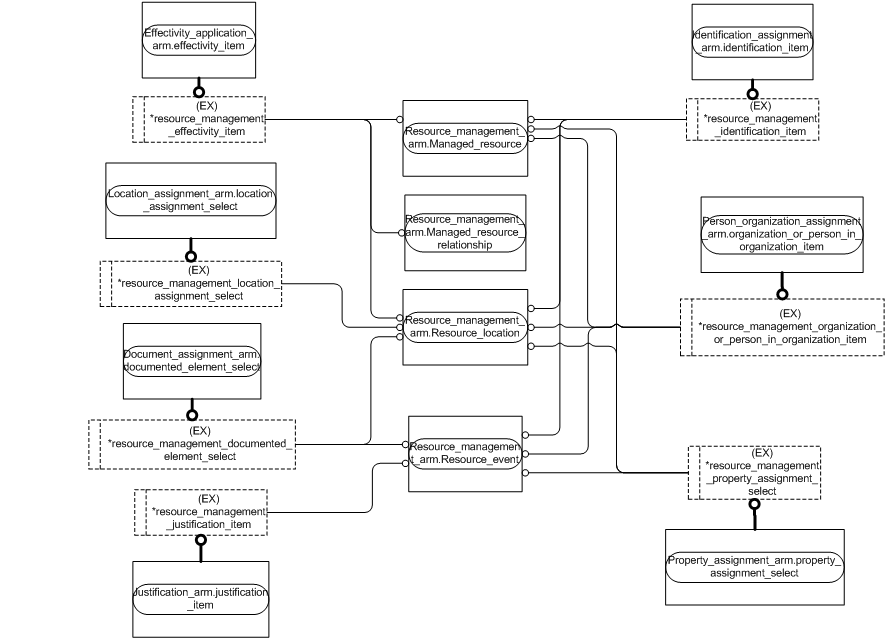 Effectivity_application_
arm.effectivity_item
(EX)
*resource_management
_effectivity_item
Location_assignment_arm.location
_assignment_select
(EX)
*resource_management_location_
assignment_select
Document_assignment_arm.
documented_element_select
(EX)
*resource_management_documented_
element_select
(EX)
*resource_management
_justification_item
Justification_arm.justification
_item
Resource_management_
arm.Managed_resource
Resource_management_
arm.Managed_resource_
relationship
Resource_management_
arm.Resource_location
Resource_managemen
t_arm.Resource_event
Identification_assignment
_arm.identification_item
(EX)
*resource_management
_identification_item
Person_organization_assignment
_arm.organization_or_person_in_
organization_item
(EX)
*resource_management_organization_
or_person_in_organization_item
(EX)
*resource_management
_property_assignment_
select
Property_assignment_arm.property_
assignment_select